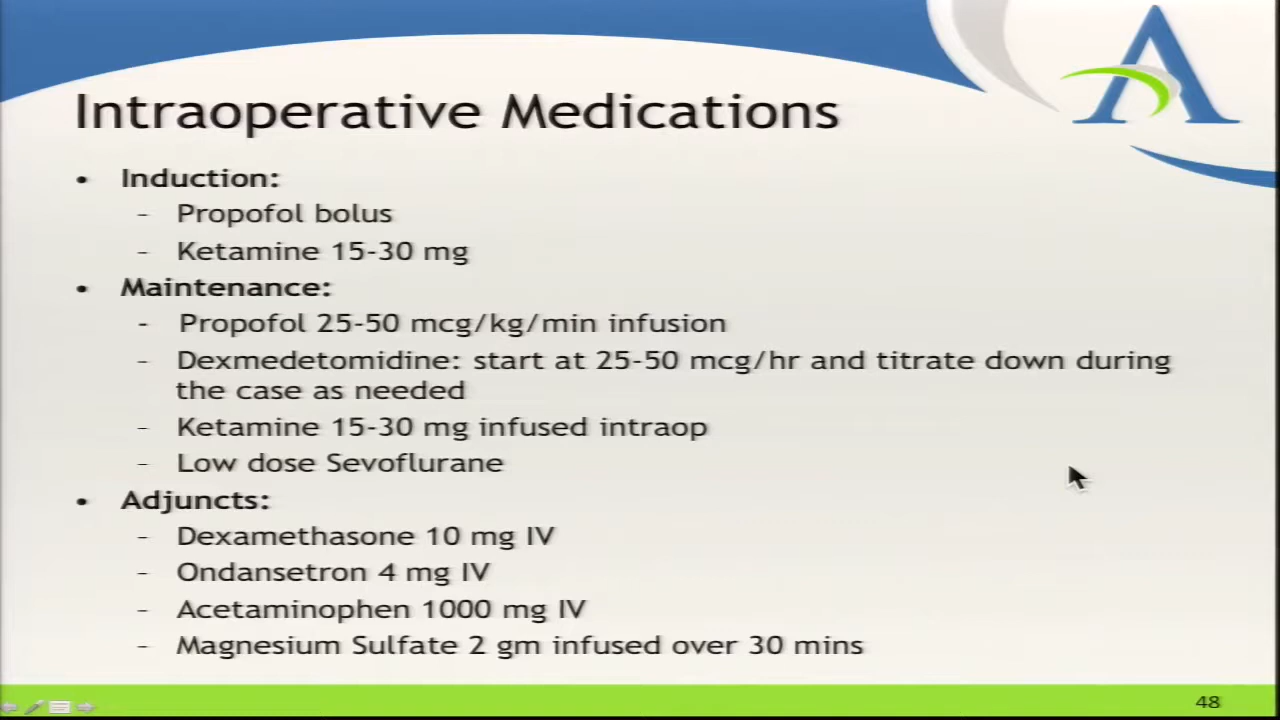 Intraoperative Medications
• Induction:
- Propofol bolus
- Ketamine 15-30 mg
• Maintenance:
- Propofol 25-50 mcg/kg/min infusion
- Dexmedetomidine: start at 25-50 mcg/hr and titrate down during
the case as needed
- Ketamine 15-30 mg infused intraop
- Low dose Sevoflurane
• Adjuncts:
- Dexamethasone 10 mg IV
- Ondansetron 4 mg IV
- Acetaminophen 1000 mg IV
- Magnesium Sulfate 2 gm infused over 30 mins
48